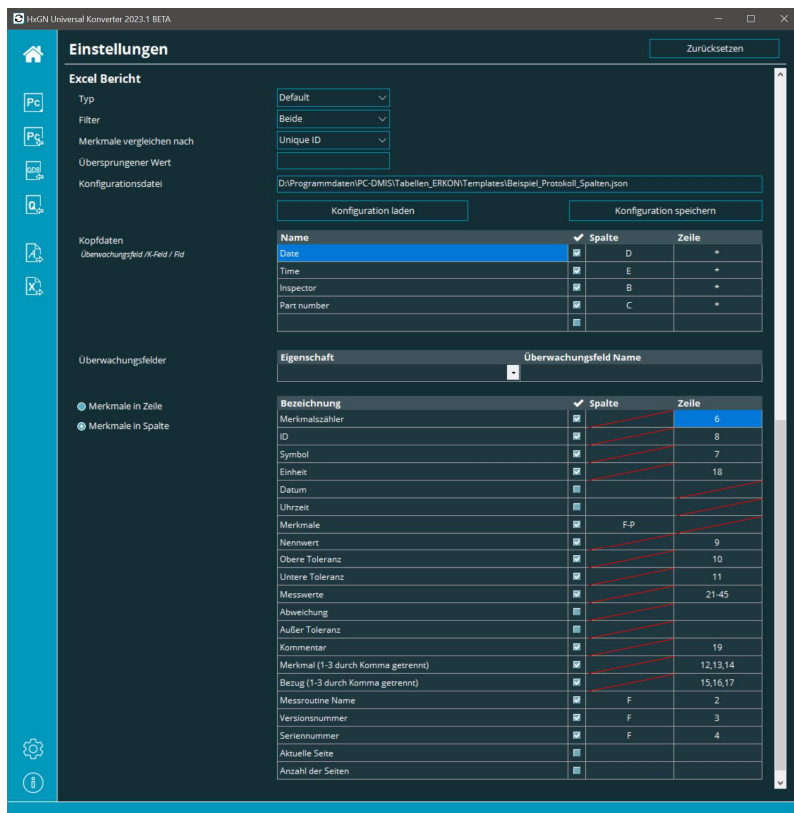 HxGN Universal Konverter 2023.1 BETA
Einstellungen
Zurücksetzen
Excel Bericht
Typ Default
Filter Beide
Merkmale vergleichen nach Unique ID
Übersprungener Wert
Konfigurationsdatei D:\Programmdaten\PC-DMIS\Tabellen_ERKON\Templates\Beispiel_Protokoll_Spalten.json
Konfiguration laden Konfiguration speichern
Kopfdaten
Überwachungsfeld /K-Feld / Fld
Name Spalte Zeile
Date D *
Time E *
Inspector B *
Part number C *
Überwachungsfelder Eigenschaft Überwachungsfeld Name
Merkmale in Zeile
Merkmale in Spalte
Bezeichnung Spalte Zeile
Merkmalszähler 6
ID 8
Symbol 7
Einheit 18
Datum
Uhrzeit
Merkmale F-P
Nennwert 9
Obere Toleranz 10
Untere Toleranz 11
Messwerte 21-45
Abweichung
Außer Toleranz
Kommentar 19
Merkmal (1-3 durch Komma getrennt) 12,13,14
Bezug (1-3 durch Komma getrennt) 15,16,17
Messroutine Name F 2
Versionsnummer F 3
Seriennummer F 4
Aktuelle Seite
Anzahl der Seiten
Pc
Pc
QDB
Q
A
X